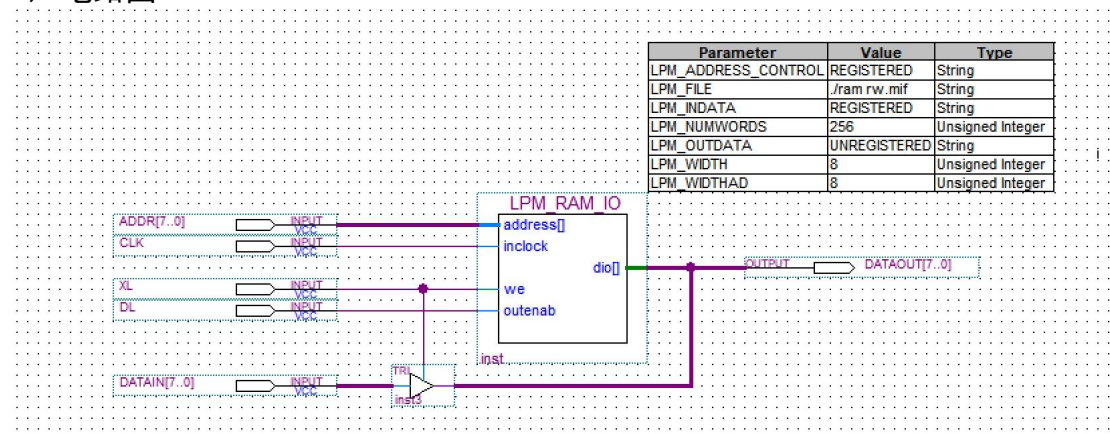 Parameter Value Type
LPM_ADDRESS_CONTROL REGISTERED String
LPM_FILE ./ram rw.mif String
LPM_INDATA REGISTERED String
LPM_NUMWORDS 256 Unsigned Integer
LPM_OUTDATA UNREGISTERED String
LPM_WIDTH 8 Unsigned Integer
LPM_WIDTHAD 8 Unsigned Integer
LPM_RAM_IO
ADDR[7..0] INPUT VCC address[]
CLK INPUT VCC inclock
dio[] OUTPUT DATAOUT[7..0]
XL INPUT VCC we
DL INPUT VCC outenab
inst
TRI
DATAIN[7..0] INPUT VCC
inst3